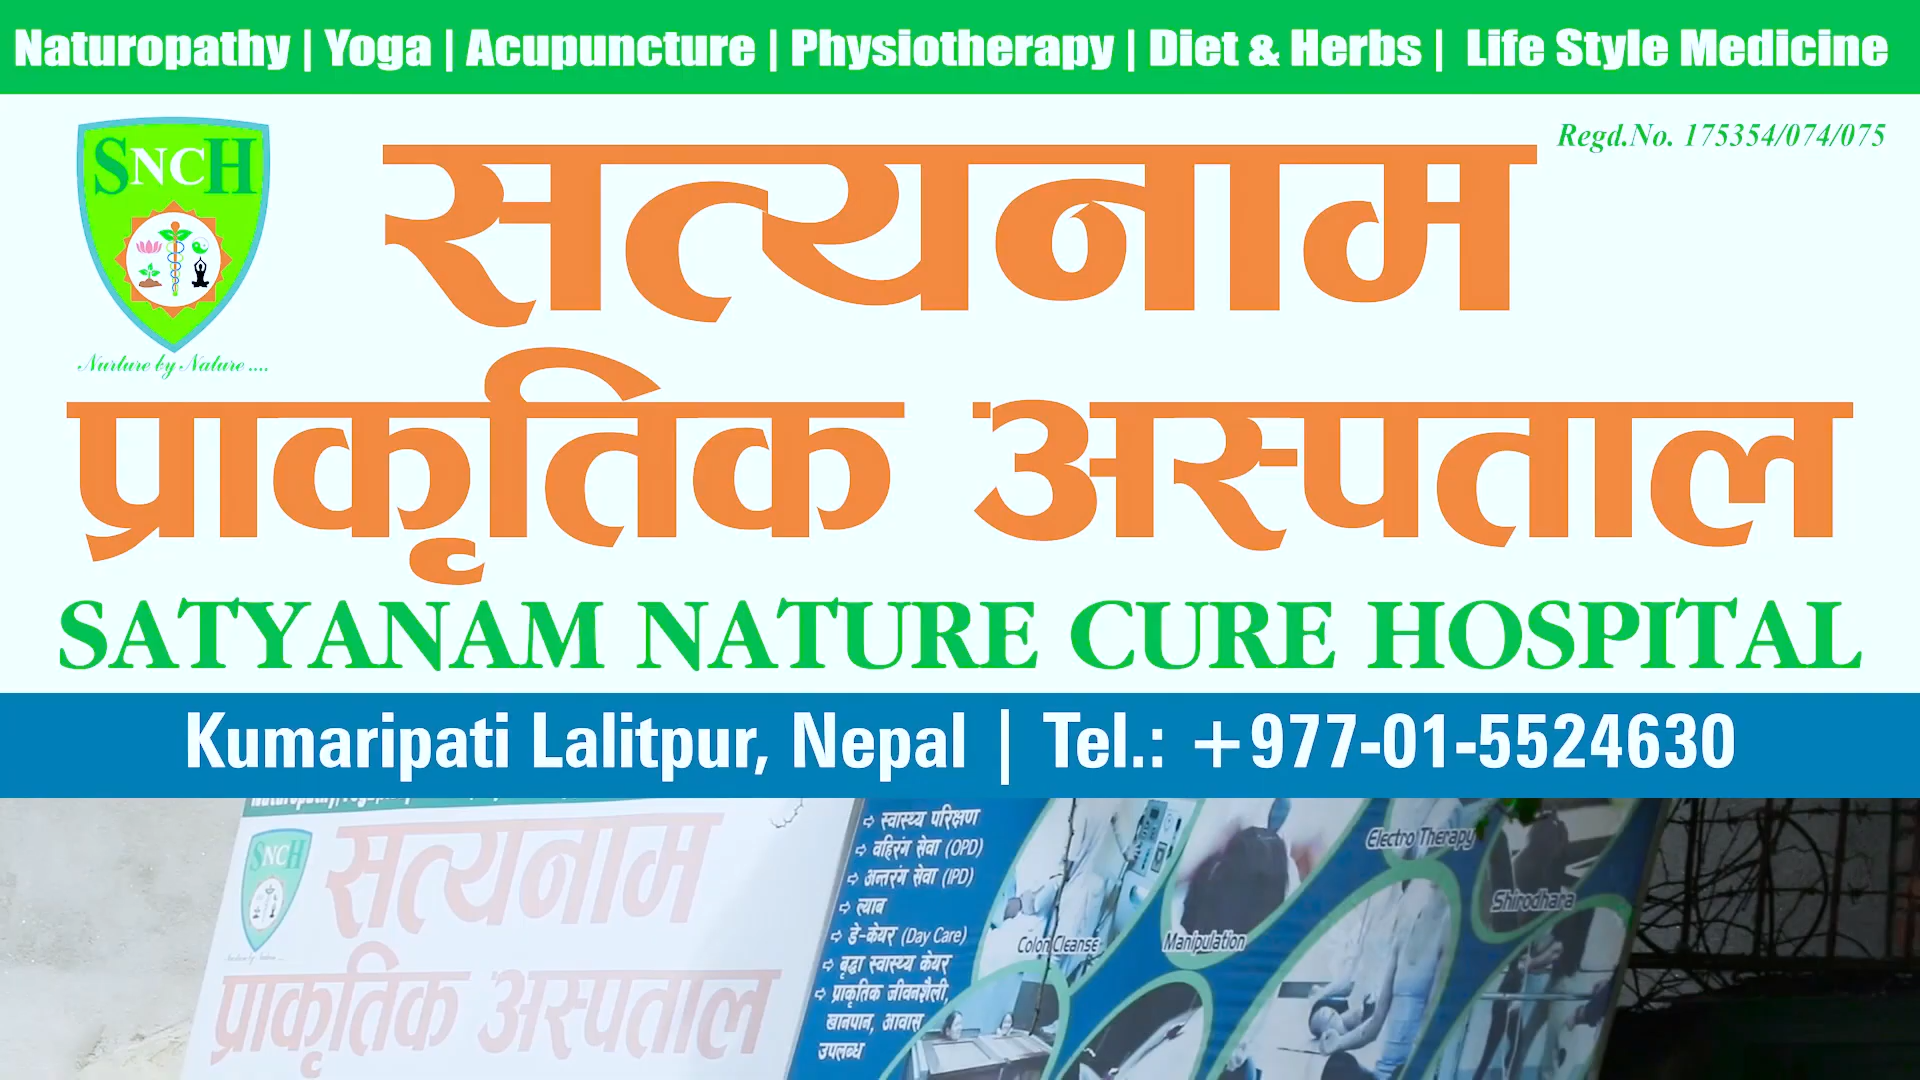 Naturopathy | Yoga | Acupuncture | Physiotherapy | Diet & Herbs | Life Style Medicine
Regd.No. 175354/074/075
SNCH
Nurture by Nature ....
सत्यनाम
प्राकृतिक अस्पताल
SATYANAM NATURE CURE HOSPITAL
Kumaripati Lalitpur, Nepal | Tel.: +977-01-5524630
SNCH
सत्यनाम
प्राकृतिक अस्पताल
⇨ स्वास्थ्य परिक्षण
⇨ वहिरंग सेवा (OPD)
⇨ अन्तरंग सेवा (IPD)
⇨ ल्याब
⇨ डे-केयर (Day Care)
⇨ बृद्धा स्वास्थ्य केयर
⇨ प्राकृतिक जीवनशैली,
खानपान, आवास
उपलब्ध
Colon Cleanse
Manipulation
Electro Therapy
Shirodhara